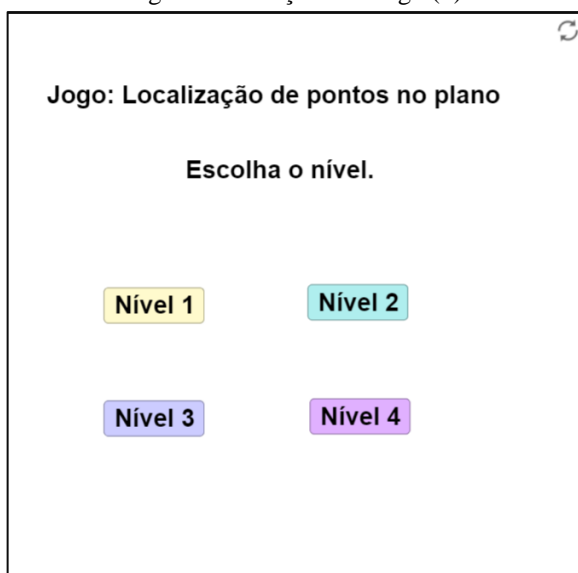 Jogo: Localização de pontos no plano
Escolha o nível.
Nível 1
Nível 2
Nível 3
Nível 4